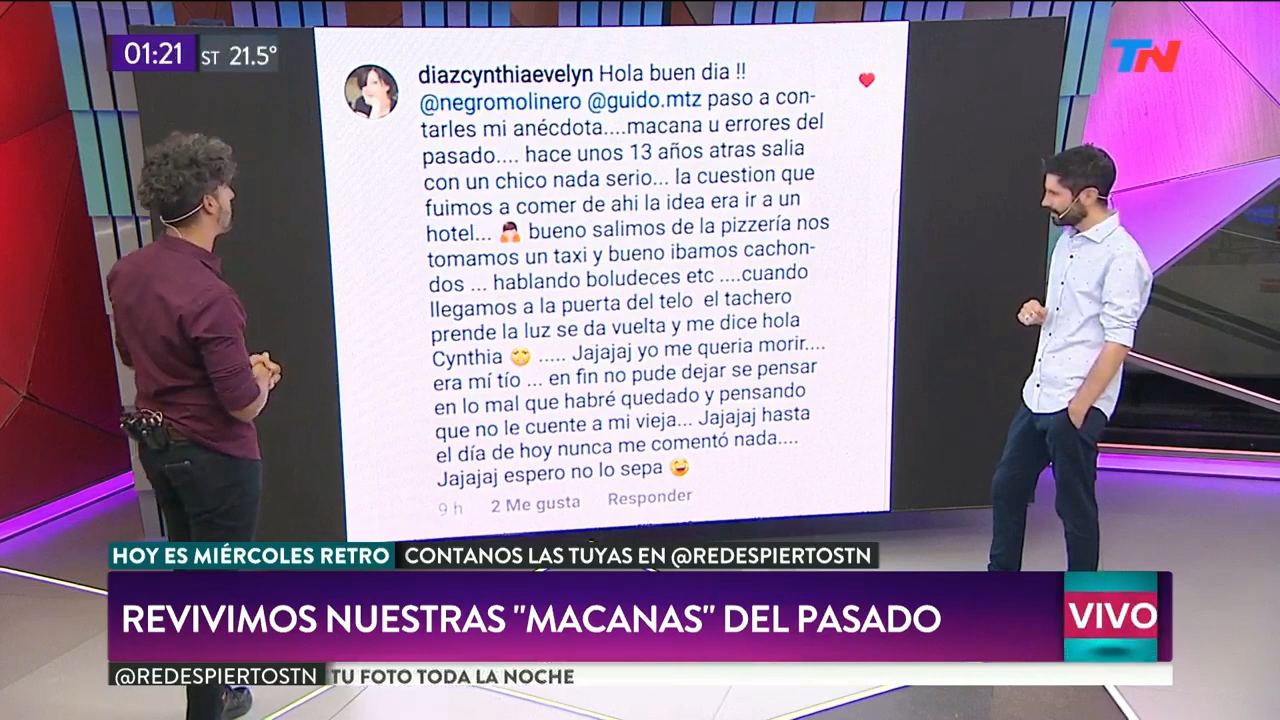 01:21 ST 21.5°
TN
diazcynthiaevelyn Hola buen dia !!
@negromolinero @guido.mtz paso a con-
tarles mi anécdota....macana u errores del
pasado.... hace unos 13 años atras salia
con un chico nada serio... la cuestion que
fuimos a comer de ahi la idea era ir a un
hotel... 🙈 bueno salimos de la pizzería nos
tomamos un taxi y bueno ibamos cachon-
dos ... hablando boludeces etc ....cuando
llegamos a la puerta del telo el tachero
prende la luz se da vuelta y me dice hola
Cynthia 😲 ..... Jajajaj yo me queria morir....
era mí tío ... en fin no pude dejar se pensar
en lo mal que habré quedado y pensando
que no le cuente a mi vieja... Jajajaj hasta
el día de hoy nunca me comentó nada....
Jajajaj espero no lo sepa 😂
9 h 2 Me gusta Responder
HOY ES MIÉRCOLES RETRO CONTANOS LAS TUYAS EN @REDESPIERTOSTN
REVIVIMOS NUESTRAS "MACANAS" DEL PASADO
VIVO
@REDESPIERTOSTN TU FOTO TODA LA NOCHE